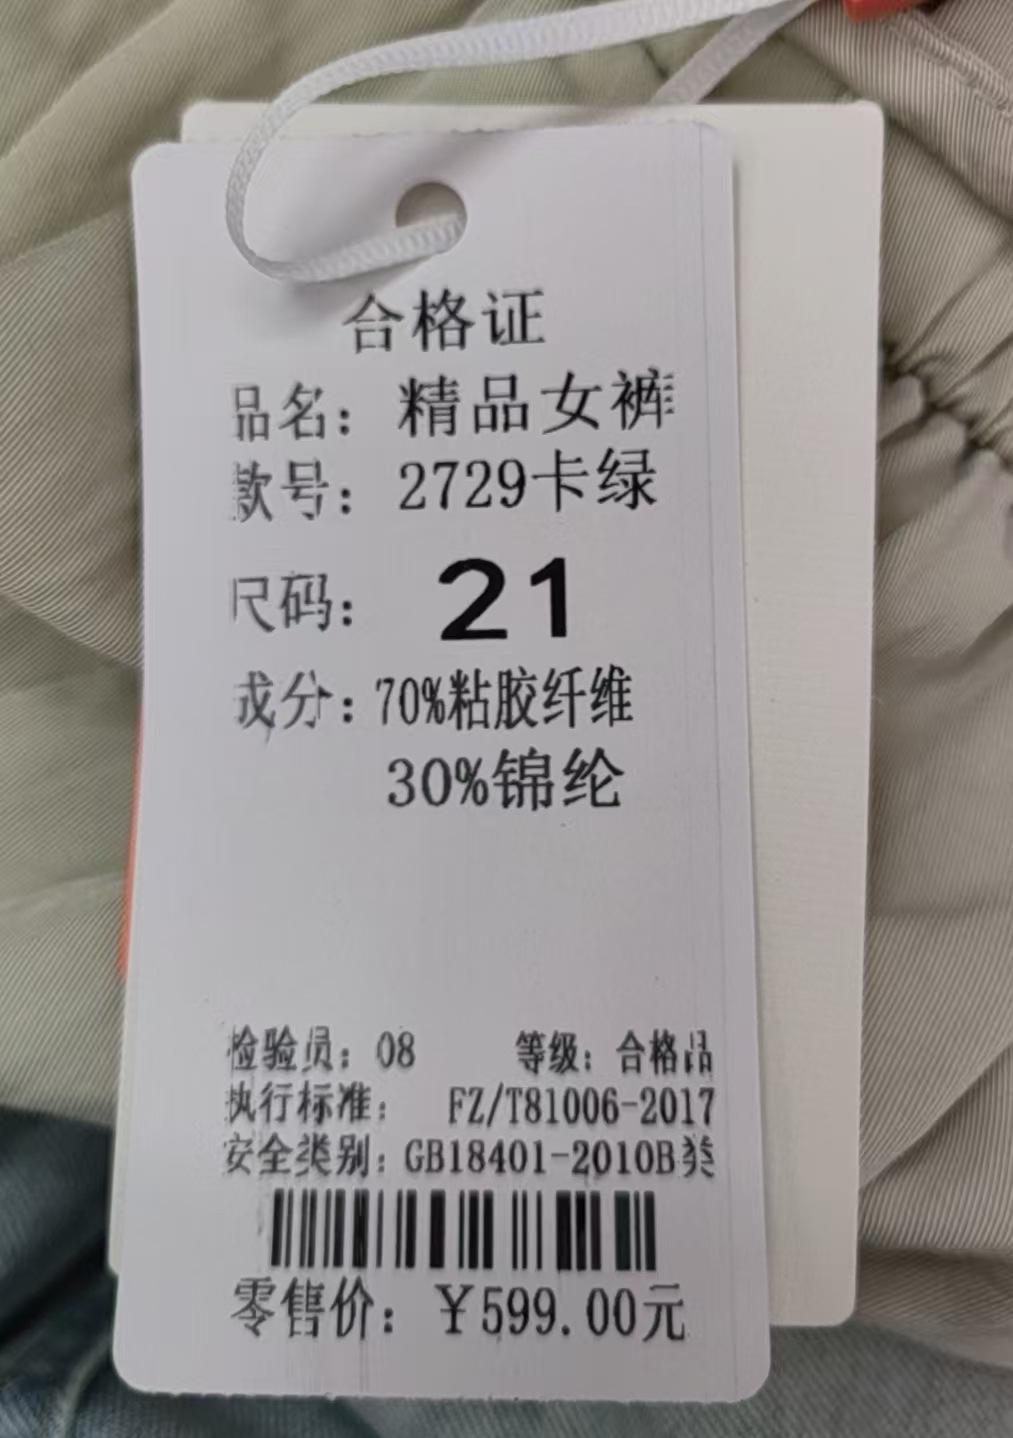 合格证
品名：精品女裤
款号：2729卡绿
尺码：21
成分：70%粘胶纤维
30%锦纶
检验员：08 等级：合格品
执行标准： FZ/T81006-2017
安全类别：GB18401-2010B类
零售价：￥599.00元